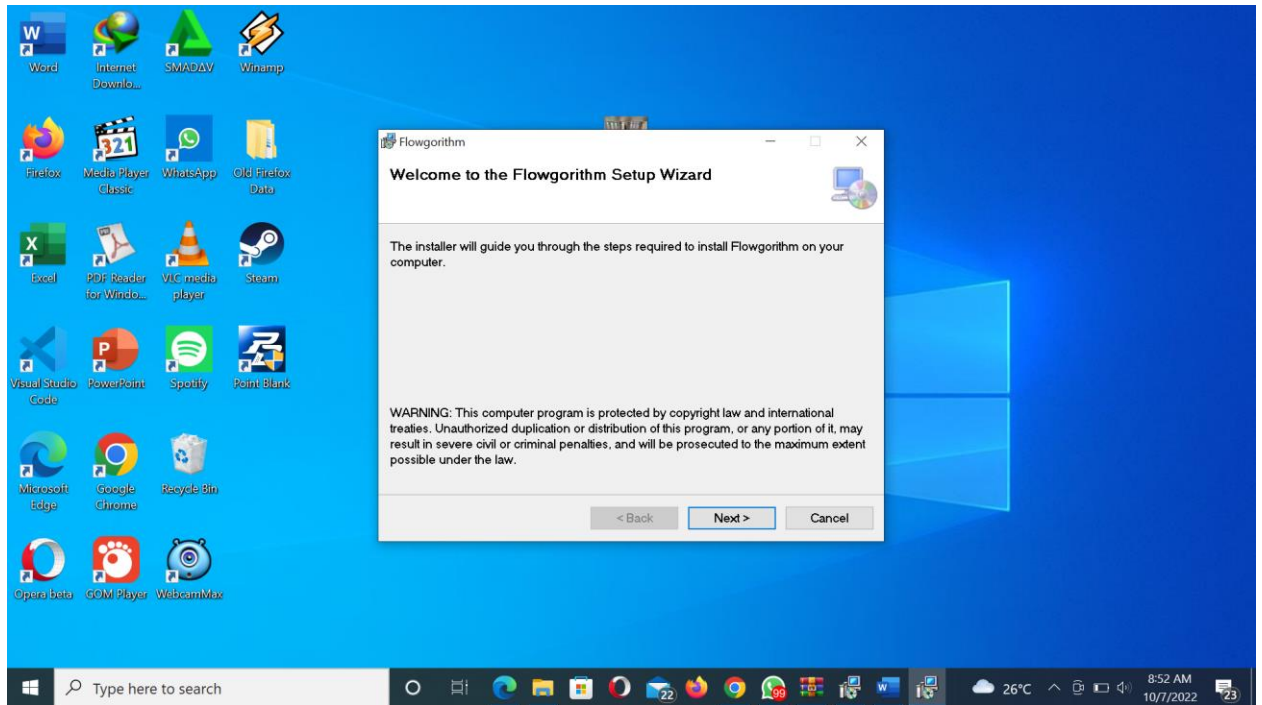 Word
Internet
Downlo...
SMADAV
Winamp
Firefox
321
Media Player
Classic
WhatsApp
Old Firefox
Data
Excel
PDF Reader
for Windo...
VLC media
player
Steam
Visual Studio
Code
PowerPoint
Spotify
Point Blank
Microsoft
Edge
Google
Chrome
Recycle Bin
Opera beta
GOM Player
WebcamMax
Flowgorithm
Welcome to the Flowgorithm Setup Wizard
The installer will guide you through the steps required to install Flowgorithm on your
computer.
WARNING: This computer program is protected by copyright law and international
treaties. Unauthorized duplication or distribution of this program, or any portion of it, may
result in severe civil or criminal penalties, and will be prosecuted to the maximum extent
possible under the law.
< Back Next > Cancel
Type here to search
22
99
26°C
8:52 AM
10/7/2022
23